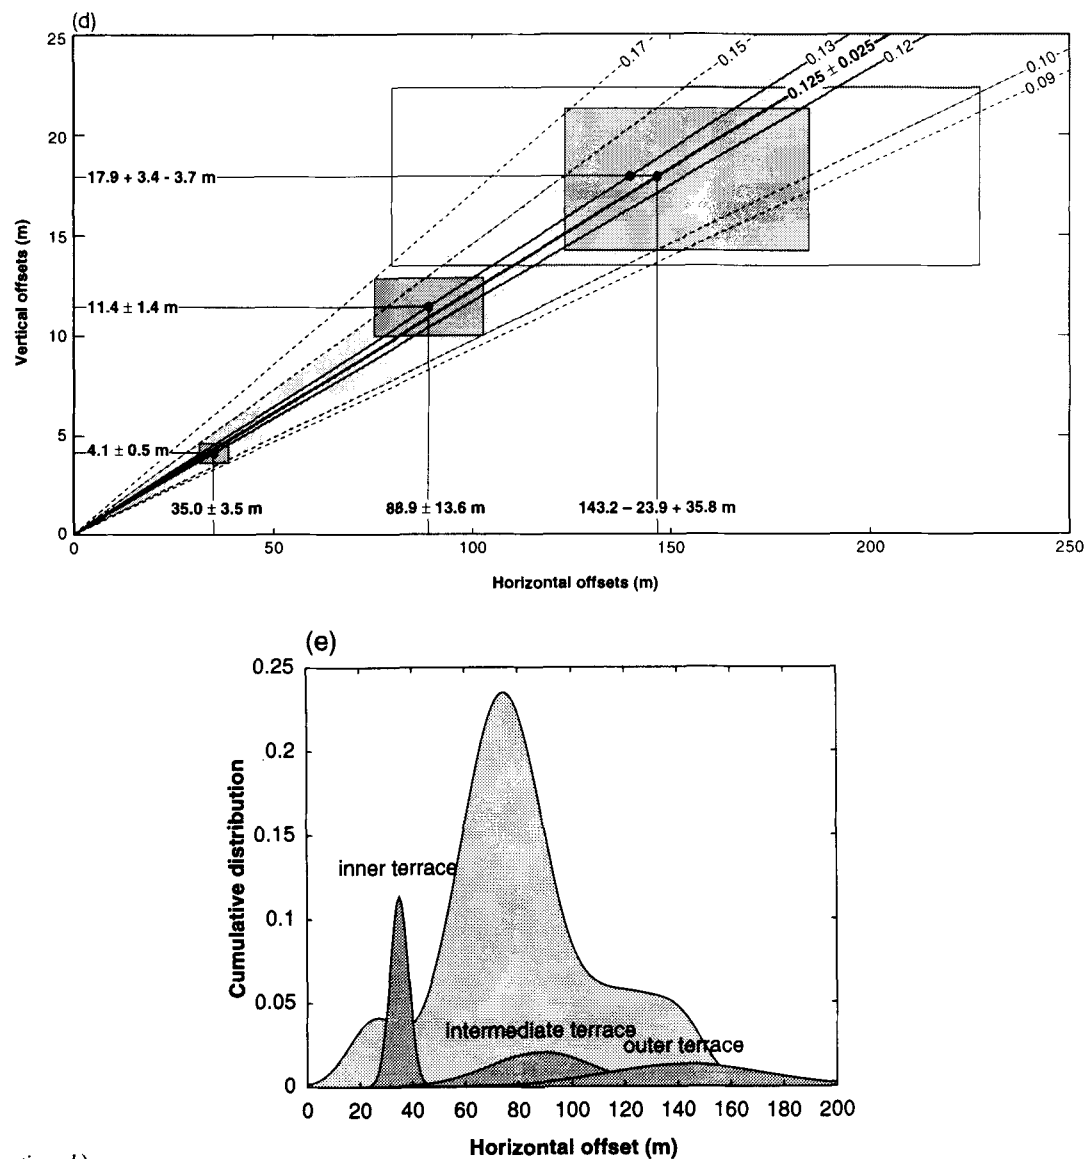 (d)
25
20
15
10
5
0
Vertical offsets (m)
0.17
0.15
0.13
0.125 ± 0.025
0.12
0.10
0.09
17.9 + 3.4 - 3.7 m
11.4 ± 1.4 m
4.1 ± 0.5 m
35.0 ± 3.5 m
88.9 ± 13.6 m
143.2 – 23.9 + 35.8 m
0 50 100 150 200 250
Horizontal offsets (m)
(e)
0.25
0.2
0.15
0.1
0.05
0
Cumulative distribution
inner terrace
intermediate terrace
outer terrace
0 20 40 60 80 100 120 140 160 180 200
Horizontal offset (m)